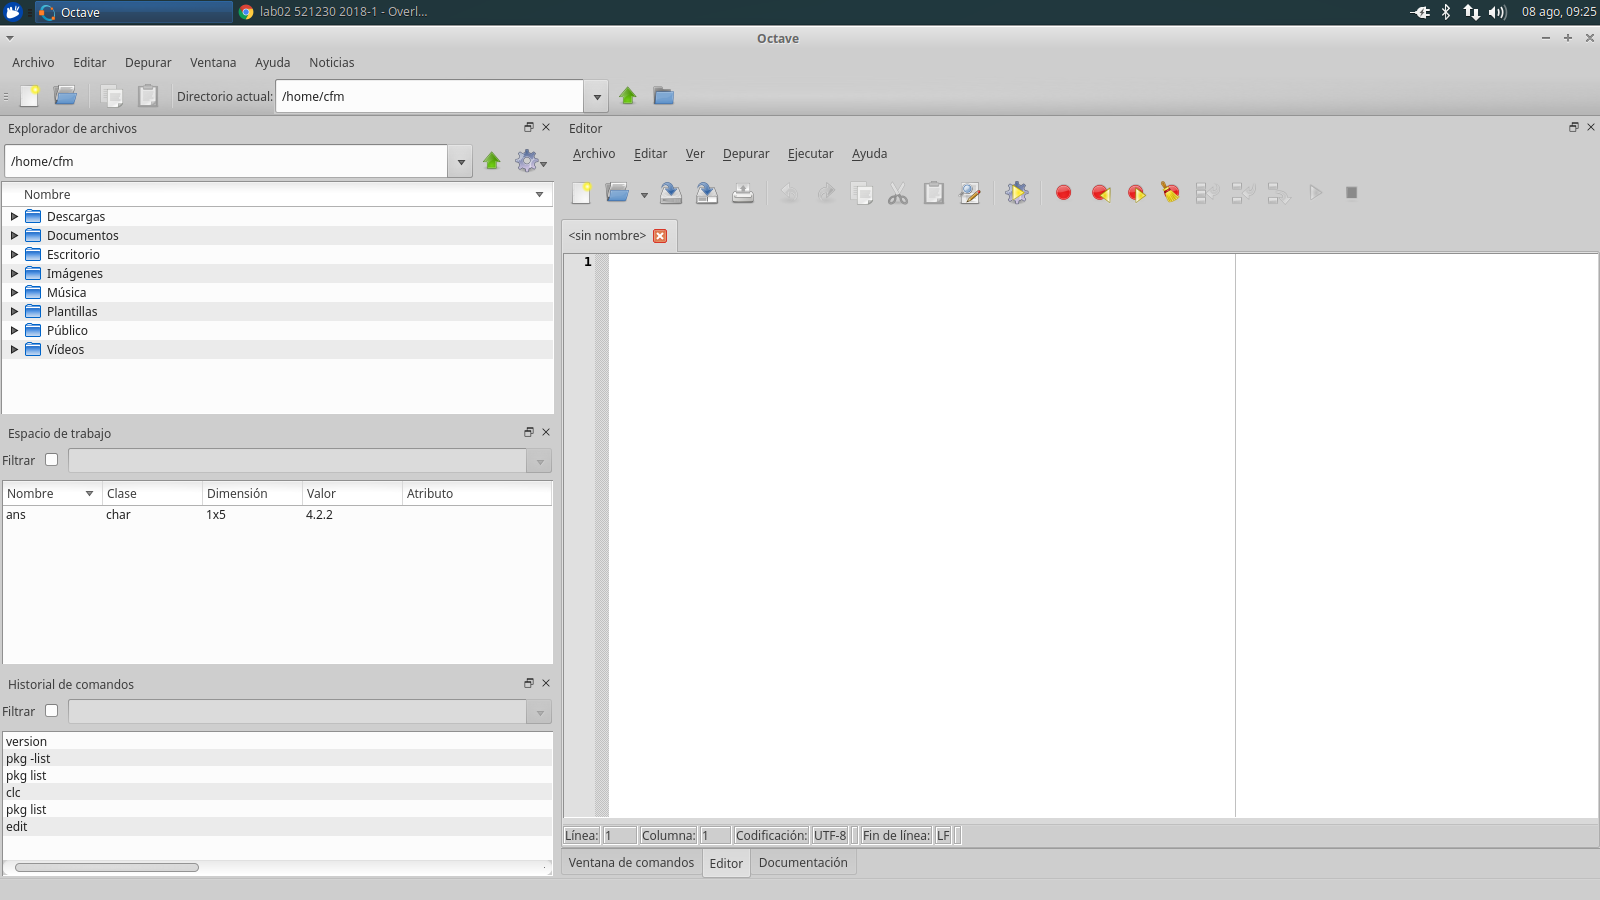 Octave
lab02 521230 2018-1 - Overl...
08 ago, 09:25
Octave
Archivo Editar Depurar Ventana Ayuda Noticias
Directorio actual: /home/cfm
Explorador de archivos
/home/cfm
Nombre
Descargas
Documentos
Escritorio
Imágenes
Música
Plantillas
Público
Vídeos
Espacio de trabajo
Filtrar
Nombre Clase Dimensión Valor Atributo
ans char 1x5 4.2.2
Historial de comandos
Filtrar
version
pkg -list
pkg list
clc
pkg list
edit
Editor
Archivo Editar Ver Depurar Ejecutar Ayuda
<sin nombre>
1
Línea: 1 Columna: 1 Codificación: UTF-8 Fin de línea: LF
Ventana de comandos Editor Documentación